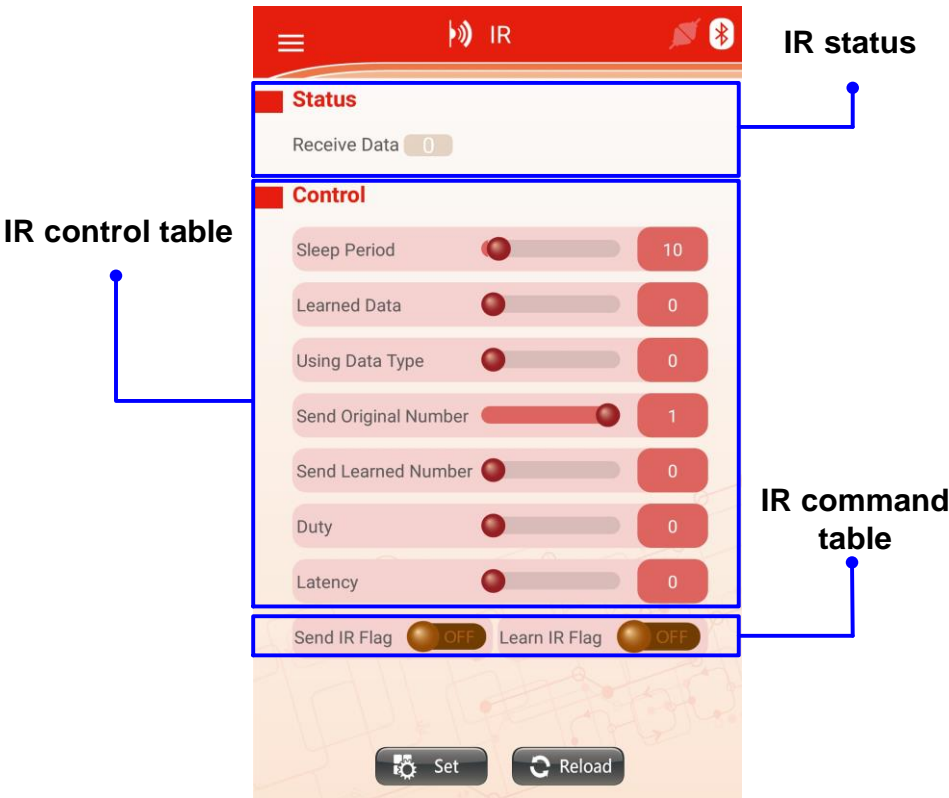 IR
IR status
Status
Receive Data 0
IR control table
Control
Sleep Period 10
Learned Data 0
Using Data Type 0
Send Original Number 1
Send Learned Number 0
Duty 0
Latency 0
IR command
table
Send IR Flag OFF Learn IR Flag OFF
Set Reload